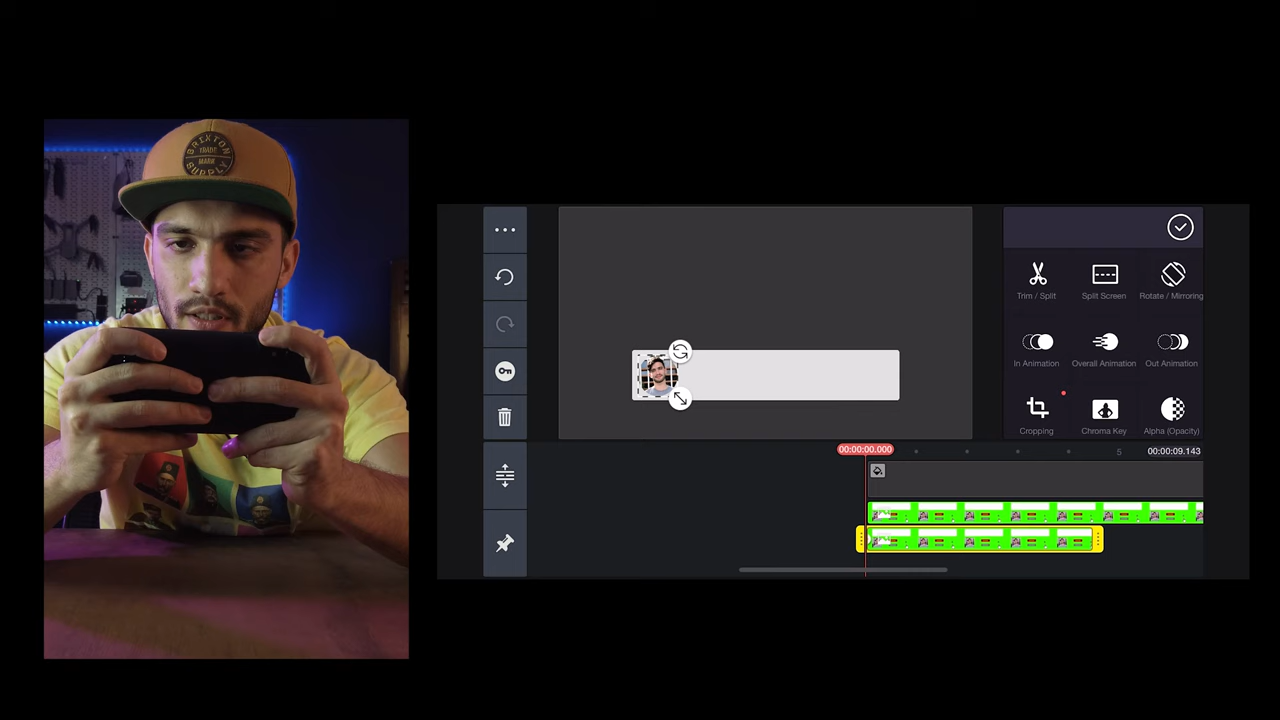 BRIXTON
TRADE
MARK
SUPPLY
Trim / Split
Split Screen
Rotate / Mirroring
In Animation
Overall Animation
Out Animation
Cropping
Chroma Key
Alpha (Opacity)
00:00:00.000
5
00:00:09.143